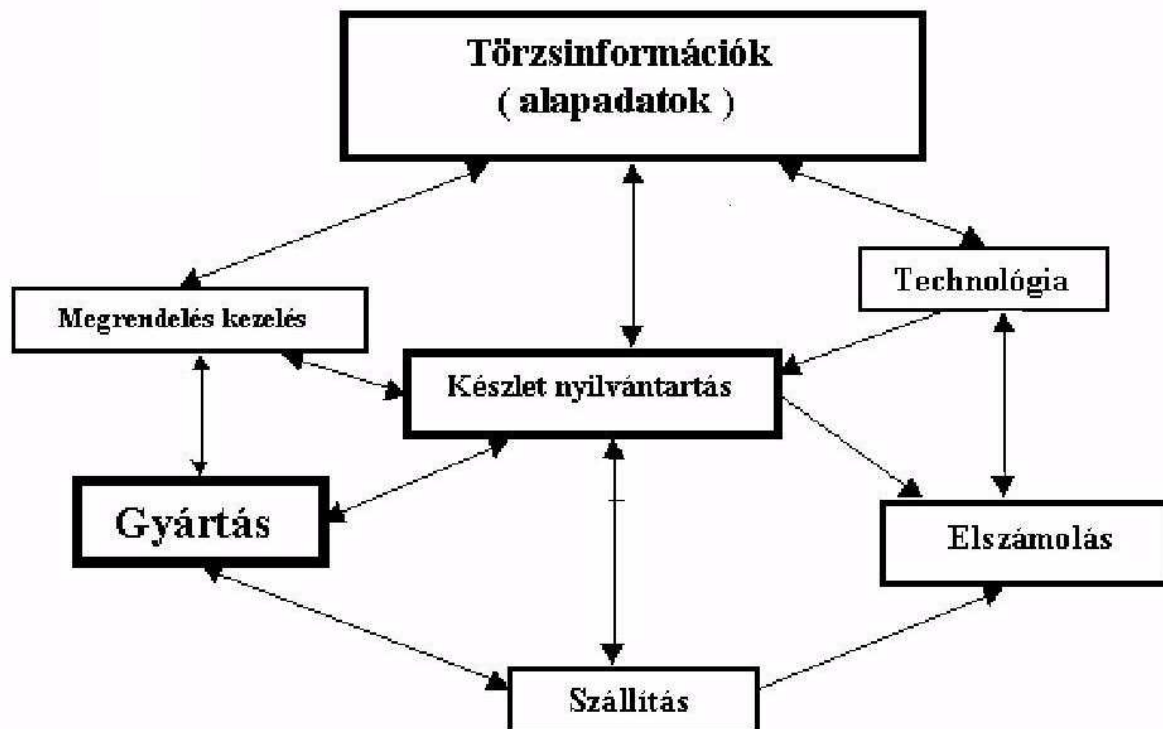 Törzsinformációk
( alapadatok )
Technológia
Megrendelés kezelés
Készlet nyilvántartás
Gyártás
Elszámolás
Szállítás